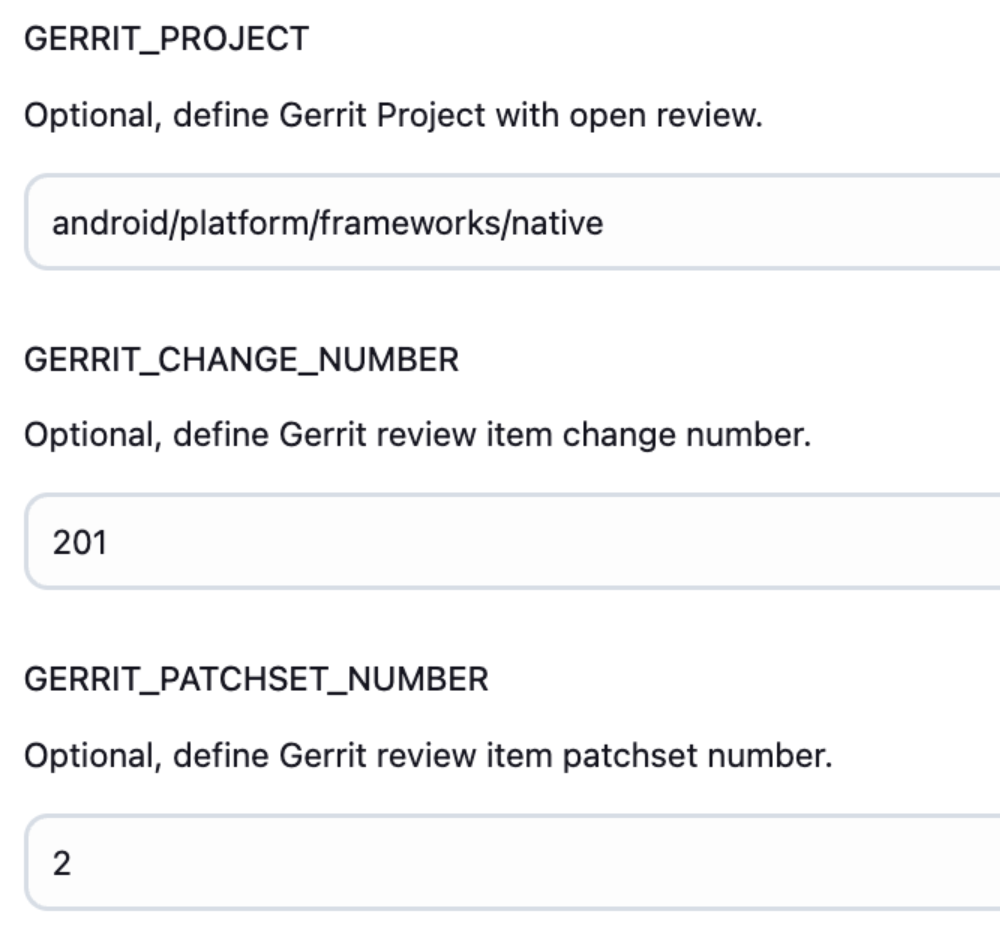 GERRIT_PROJECT
Optional, define Gerrit Project with open review.
android/platform/frameworks/native
GERRIT_CHANGE_NUMBER
Optional, define Gerrit review item change number.
201
GERRIT_PATCHSET_NUMBER
Optional, define Gerrit review item patchset number.
2